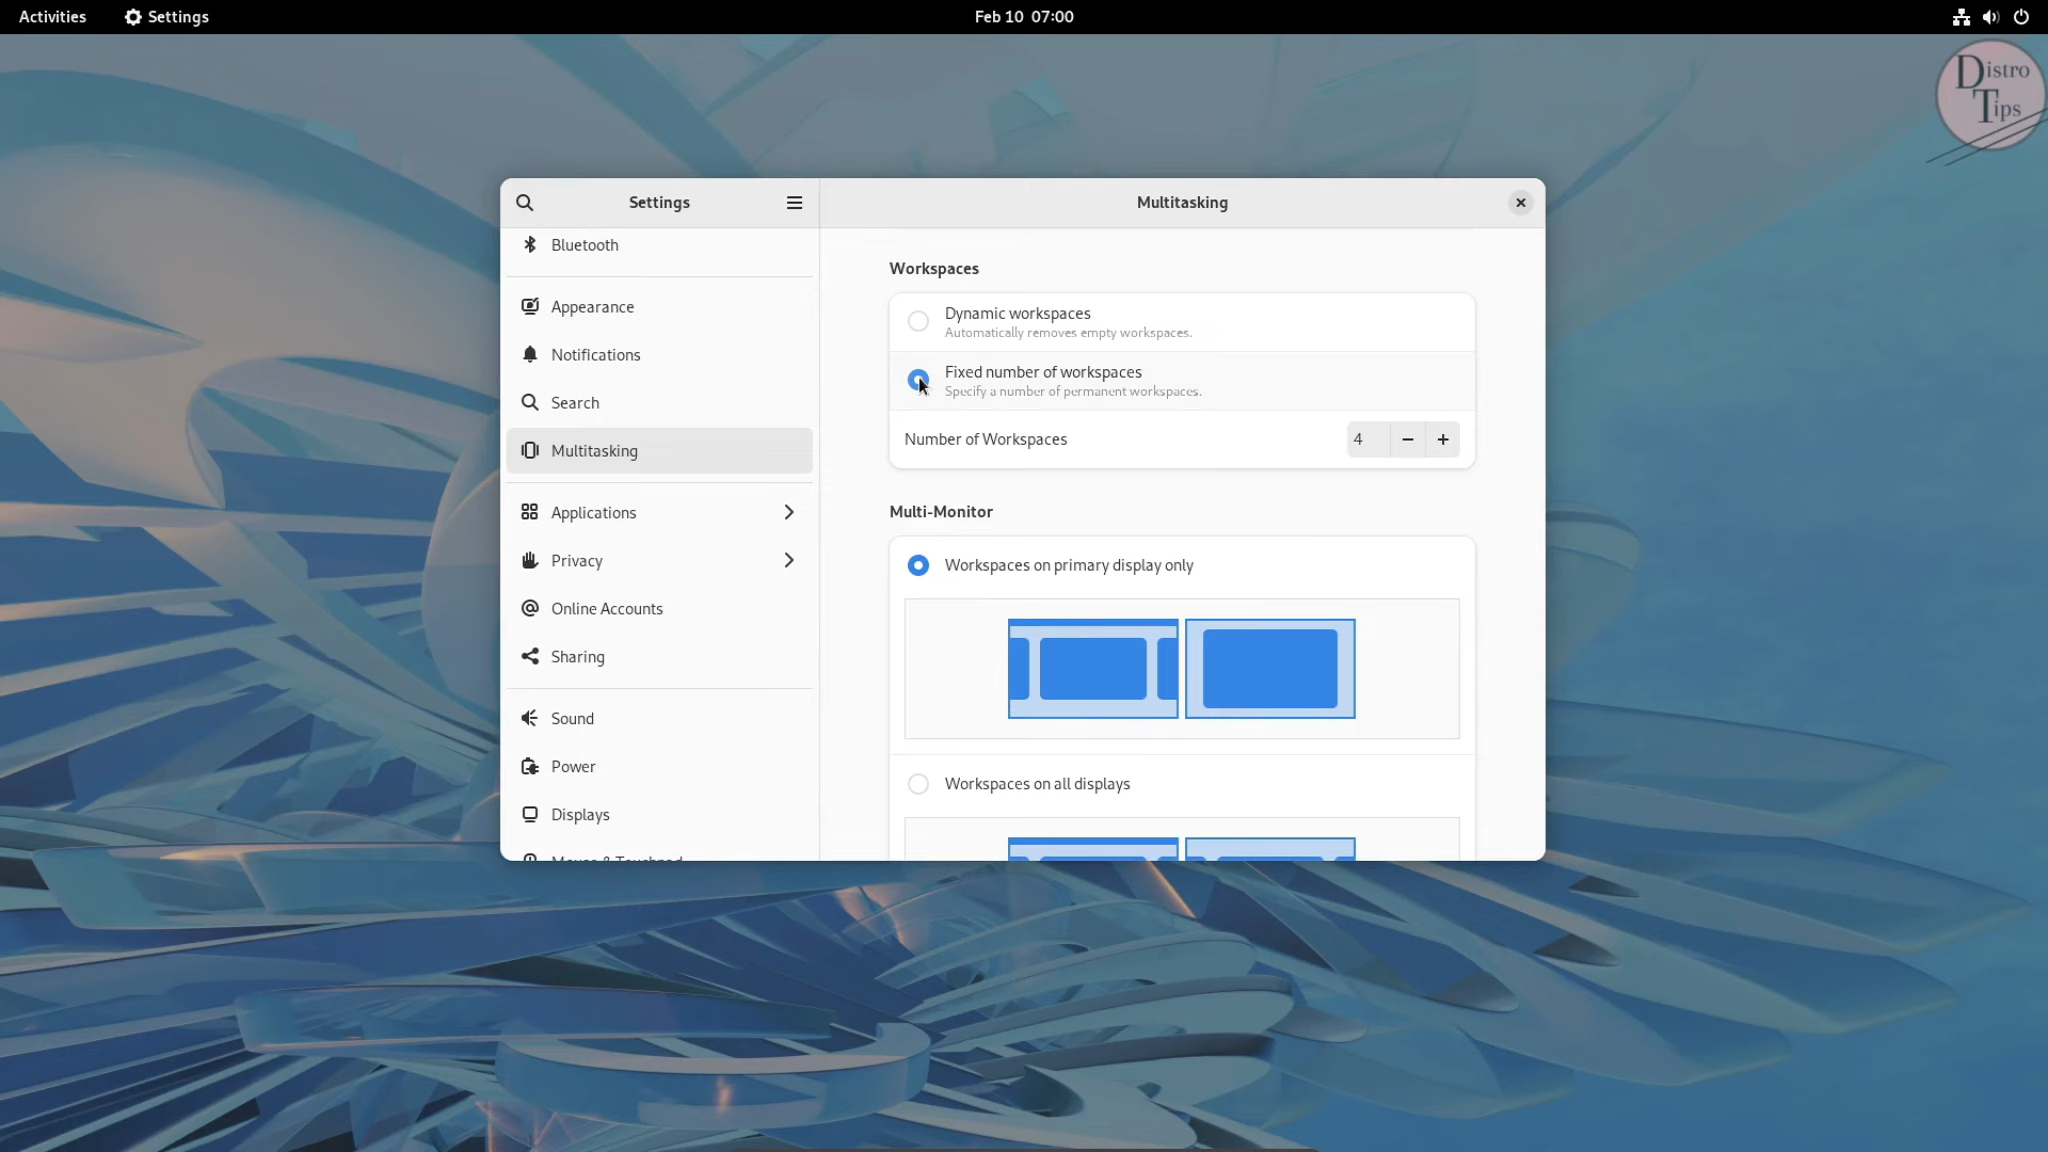 Activities
Settings
Feb 10 07:00
Distro
Tips
Settings
Multitasking
Bluetooth
Appearance
Notifications
Search
Multitasking
Applications
Privacy
Online Accounts
Sharing
Sound
Power
Displays
Mouse & Touchpad
Workspaces
Dynamic workspaces
Automatically removes empty workspaces.
Fixed number of workspaces
Specify a number of permanent workspaces.
Number of Workspaces
4
Multi-Monitor
Workspaces on primary display only
Workspaces on all displays